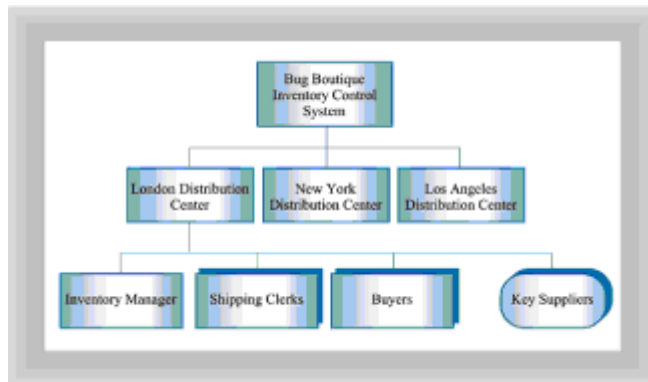 Bug Boutique
Inventory Control
System
London Distribution
Center
New York
Distribution Center
Los Angeles
Distribution Center
Inventory Manager
Shipping Clerks
Buyers
Key Suppliers